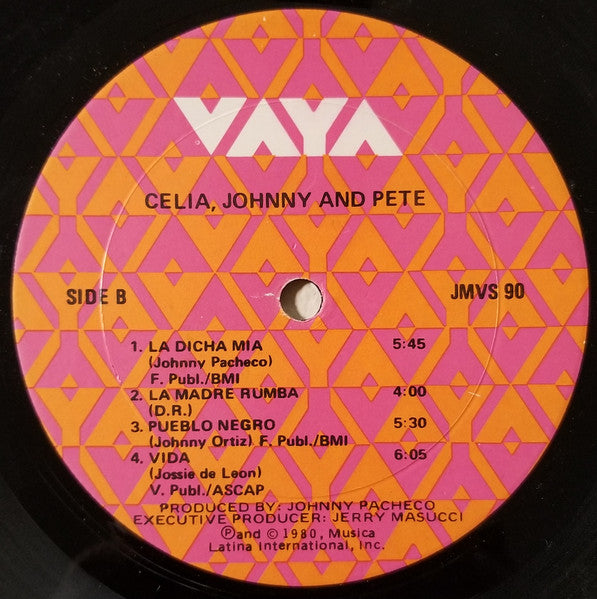 VAYA
CELIA, JOHNNY AND PETE
SIDE B
JMVS 90
1. LA DICHA MIA 5:45
(Johnny Pacheco)
F. Publ./BMI
2. LA MADRE RUMBA 4:00
(D.R.)
3. PUEBLO NEGRO 5:30
(Johnny Ortiz) F. Publ./BMI
4. VIDA 6:05
(Jossie de Leon)
V. Publ./ASCAP
PRODUCED BY: JOHNNY PACHECO
EXECUTIVE PRODUCER: JERRY MASUCCI
Ⓟand © 1980, Musica
Latina International, Inc.